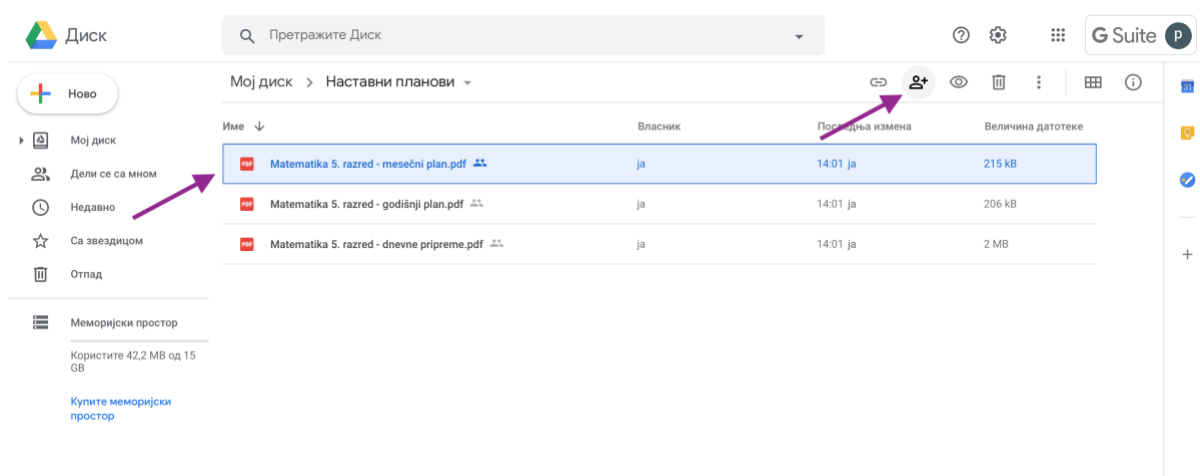 Диск
Претражите Диск
G Suite p
Ново
Мој диск > Наставни планови
Име Власник Последња измена Величина датотеке
Мој диск
Дели се са мном
Недавно
Са звездицом
Отпад
PDF Matematika 5. razred - mesečni plan.pdf ja 14:01 ja 215 kB
PDF Matematika 5. razred - godišnji plan.pdf ja 14:01 ja 206 kB
PDF Matematika 5. razred - dnevne pripreme.pdf ja 14:01 ja 2 MB
Меморијски простор
Користите 42,2 MB од 15
GB
Купите меморијски
простор
31